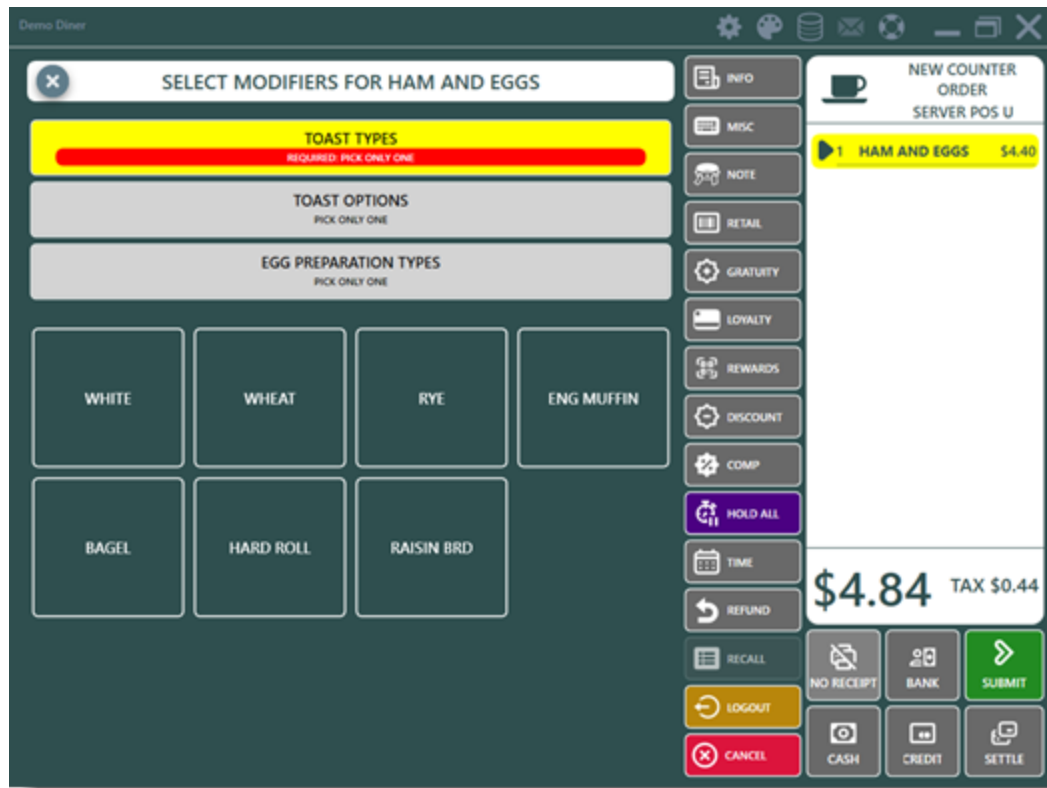 Demo Diner
SELECT MODIFIERS FOR HAM AND EGGS
TOAST TYPES
REQUIRED: PICK ONLY ONE
TOAST OPTIONS
PICK ONLY ONE
EGG PREPARATION TYPES
PICK ONLY ONE
WHITE
WHEAT
RYE
ENG MUFFIN
BAGEL
HARD ROLL
RAISIN BRD
INFO
MISC
NOTE
RETAIL
GRATUITY
LOYALTY
REWARDS
DISCOUNT
COMP
HOLD ALL
TIME
REFUND
RECALL
LOGOUT
CANCEL
NEW COUNTER
ORDER
SERVER POS U
1 HAM AND EGGS $4.40
$4.84 TAX $0.44
NO RECEIPT
BANK
SUBMIT
CASH
CREDIT
SETTLE